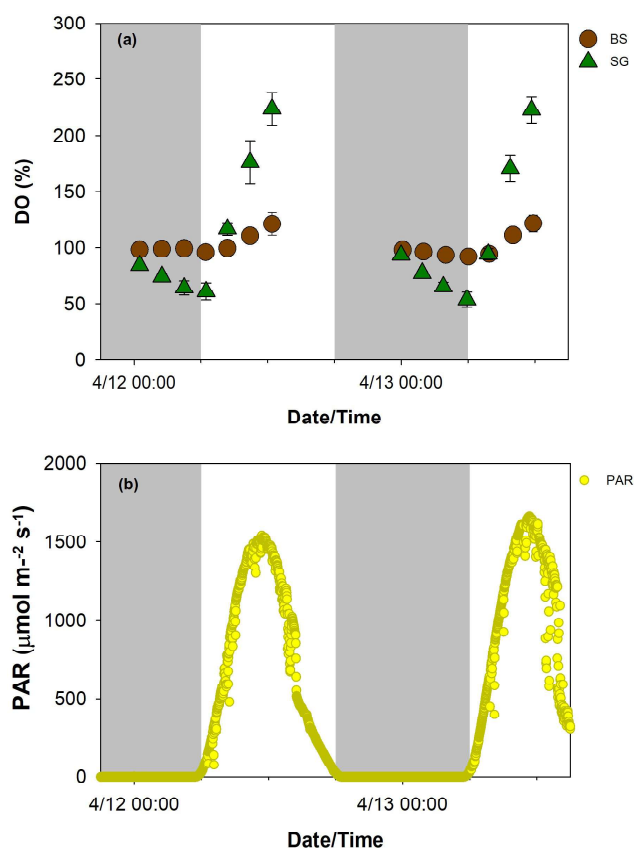 300
(a)
BS
SG
250
200
150
100
50
0
DO (%)
4/12 00:00
4/13 00:00
Date/Time
2000
(b)
PAR
1500
1000
500
0
PAR (μmol m-⁻² s⁻¹)
4/12 00:00
4/13 00:00
Date/Time